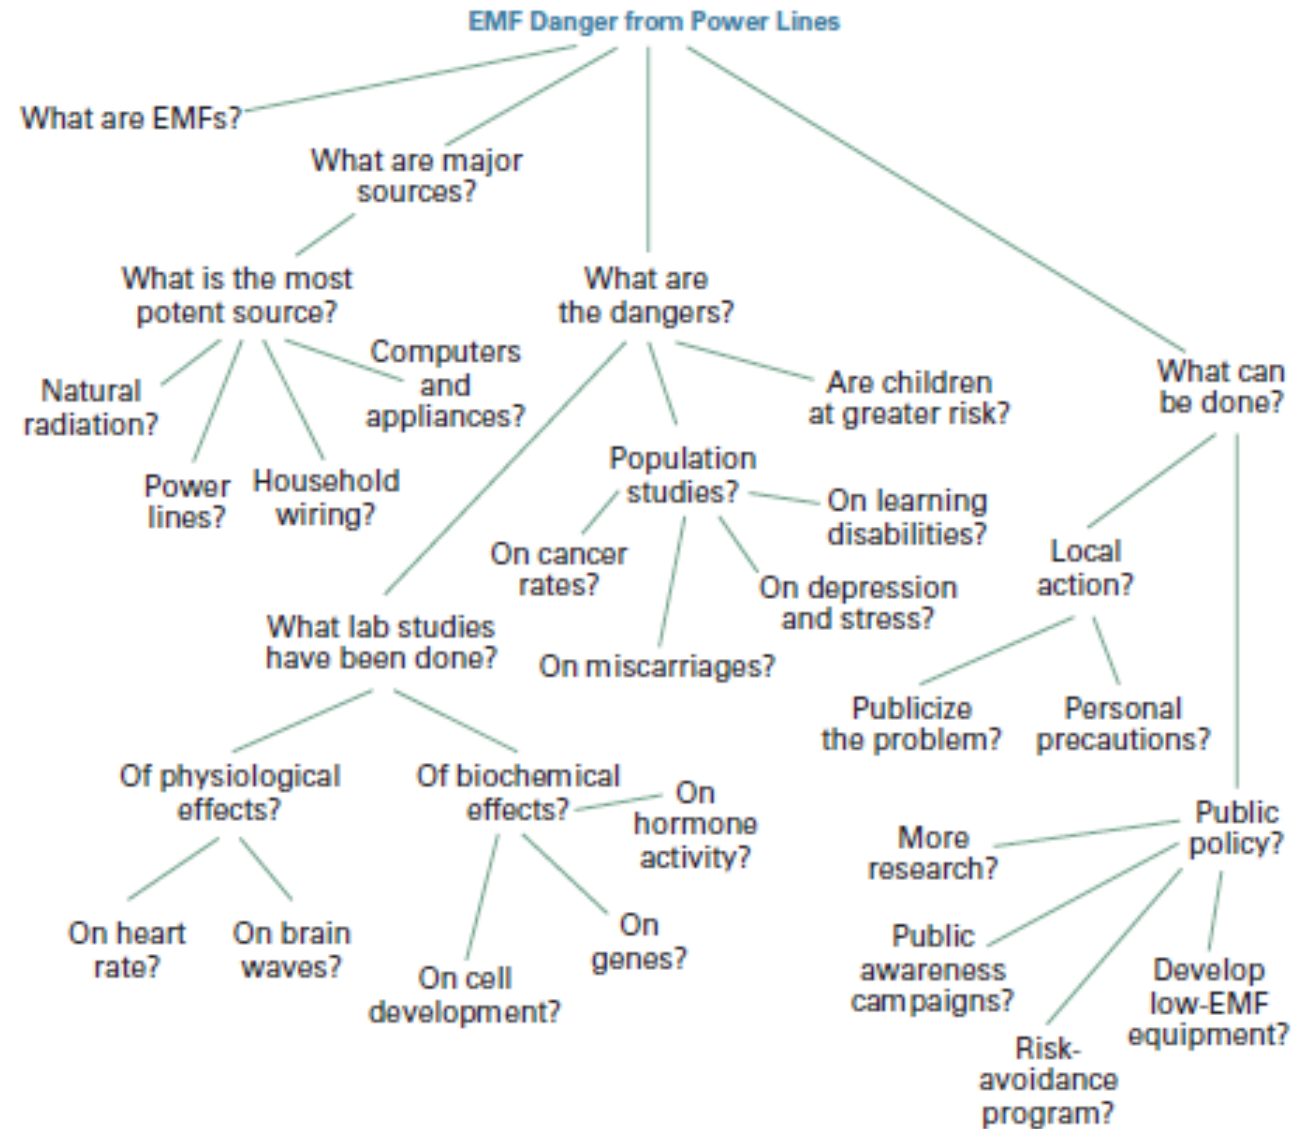 EMF Danger from Power Lines
What are EMFs?
What are major
sources?
What is the most
potent source?
Natural
radiation?
Power
lines?
Household
wiring?
Computers
and
appliances?
What are
the dangers?
What lab studies
have been done?
Of physiological
effects?
On heart
rate?
On brain
waves?
Of biochemical
effects?
On cell
development?
On
genes?
On
hormone
activity?
Population
studies?
On cancer
rates?
On miscarriages?
On depression
and stress?
On learning
disabilities?
Are children
at greater risk?
What can
be done?
Local
action?
Publicize
the problem?
Personal
precautions?
Public
policy?
More
research?
Public
awareness
campaigns?
Risk-
avoidance
program?
Develop
low-EMF
equipment?